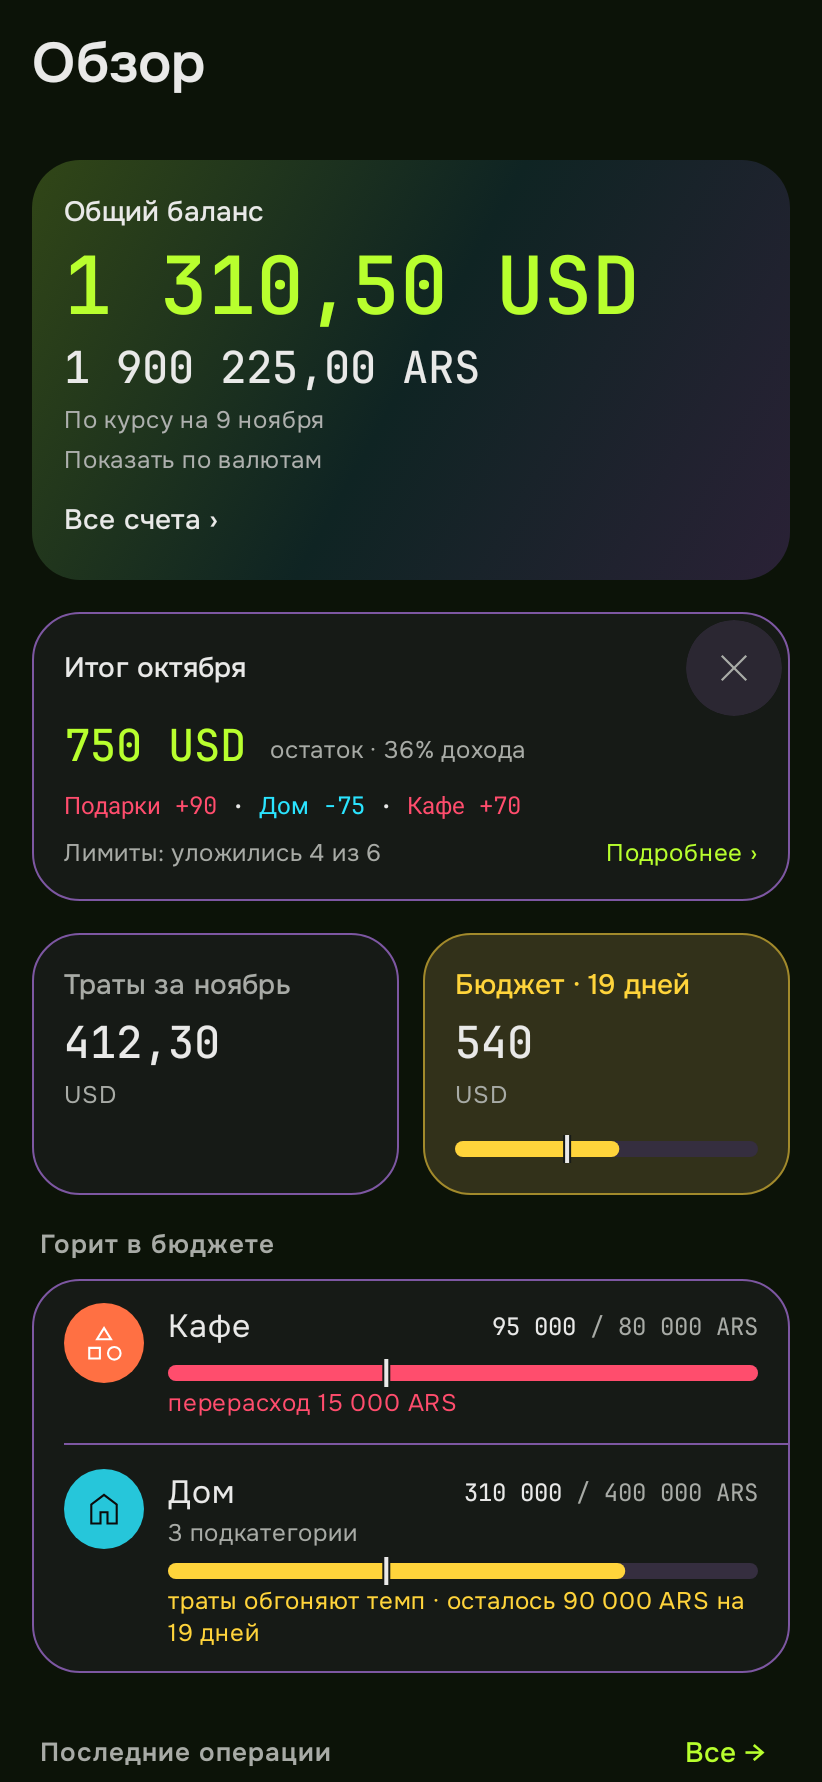 Обзор
Общий баланс
1 310,50 USD
1 900 225,00 ARS
По курсу на 9 ноября
Показать по валютам
Все счета ›
Итог октября
750 USD остаток · 36% дохода
Подарки +90 · Дом -75 · Кафе +70
Лимиты: уложились 4 из 6 Подробнее ›
Траты за ноябрь
412,30
USD
Бюджет · 19 дней
540
USD
Горит в бюджете
Кафе 95 000 / 80 000 ARS
перерасход 15 000 ARS
Дом 310 000 / 400 000 ARS
3 подкатегории
траты обгоняют темп · осталось 90 000 ARS на
19 дней
Последние операции Все →